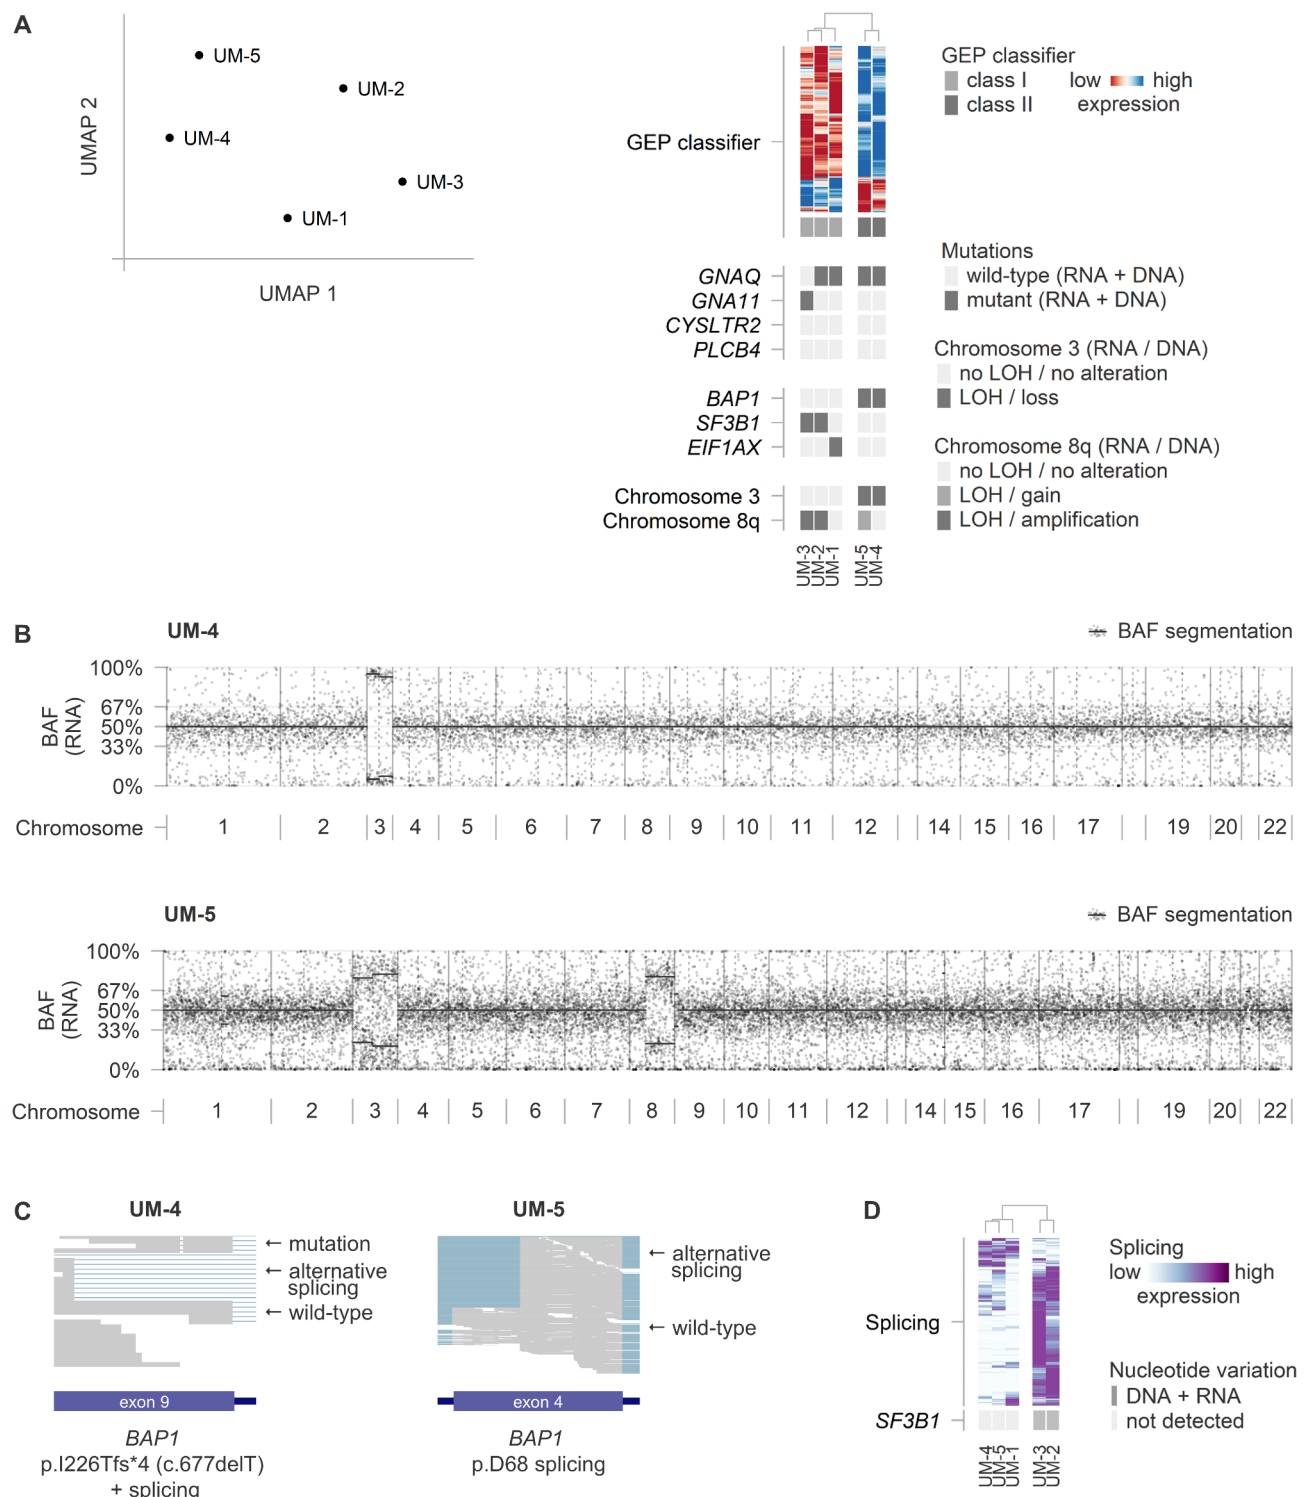 A
UM-5
UM-2
UM-4
UM-3
UM-1
UMAP 2
UMAP 1
GEP classifier
GEP classifier
class I
class II
low
high
expression
GNAQ
GNA11
CYSLTR2
PLCB4
BAP1
SF3B1
EIF1AX
Chromosome 3
Chromosome 8q
UM-3
UM-2
UM-1
UM-5
UM-4
Mutations
wild-type (RNA + DNA)
mutant (RNA + DNA)
Chromosome 3 (RNA / DNA)
no LOH / no alteration
LOH / loss
Chromosome 8q (RNA / DNA)
no LOH / no alteration
LOH / gain
LOH / amplification
B
UM-4
BAF segmentation
BAF
(RNA)
100%
67%
50%
33%
0%
Chromosome
1 2 3 4 5 6 7 8 9 10 11 12 14 15 16 17 19 20 22
UM-5
BAF segmentation
BAF
(RNA)
100%
67%
50%
33%
0%
Chromosome
1 2 3 4 5 6 7 8 9 10 11 12 14 15 16 17 19 20 22
C
UM-4
← mutation
← alternative
splicing
← wild-type
exon 9
BAP1
p.I226Tfs*4 (c.677delT)
+ splicing
UM-5
← alternative
splicing
← wild-type
exon 4
BAP1
p.D68 splicing
D
Splicing
SF3B1
UM-4
UM-5
UM-1
UM-3
UM-2
Splicing
low
high
expression
Nucleotide variation
DNA + RNA
not detected